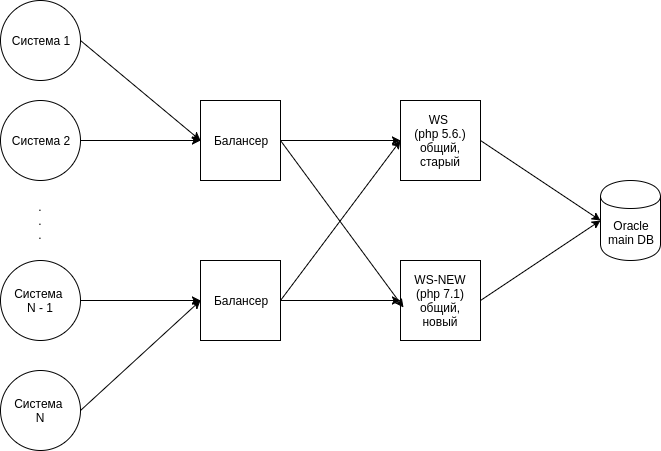 Система 1
Система 2
.
.
.
Система
N - 1
Система
N
Балансер
Балансер
WS
(php 5.6.)
общий,
старый
WS-NEW
(php 7.1)
общий,
новый
Oracle
main DB